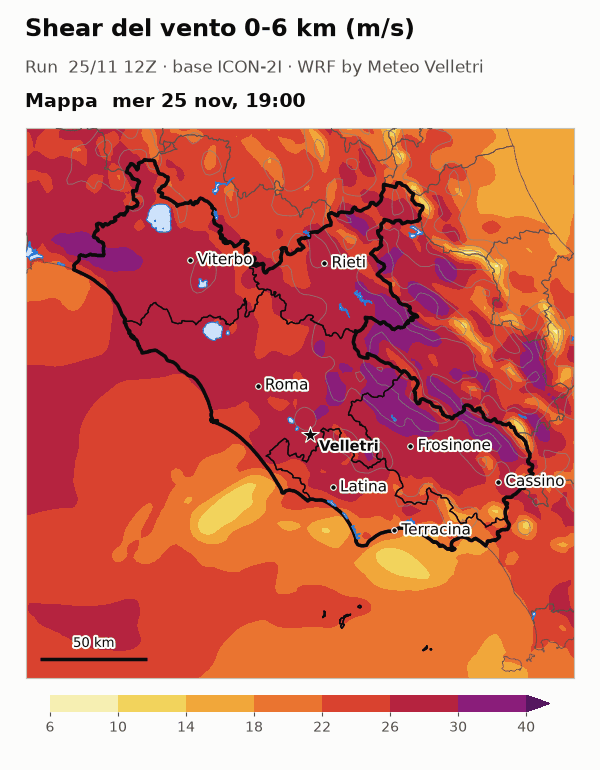 Shear del vento 0-6 km (m/s)
Run 25/11 12Z · base ICON-2I · WRF by Meteo Velletri
Mappa mer 25 nov, 19:00
Viterbo
Rieti
Roma
Velletri
Frosinone
Latina
Cassino
Terracina
50 km
6 10 14 18 22 26 30 40